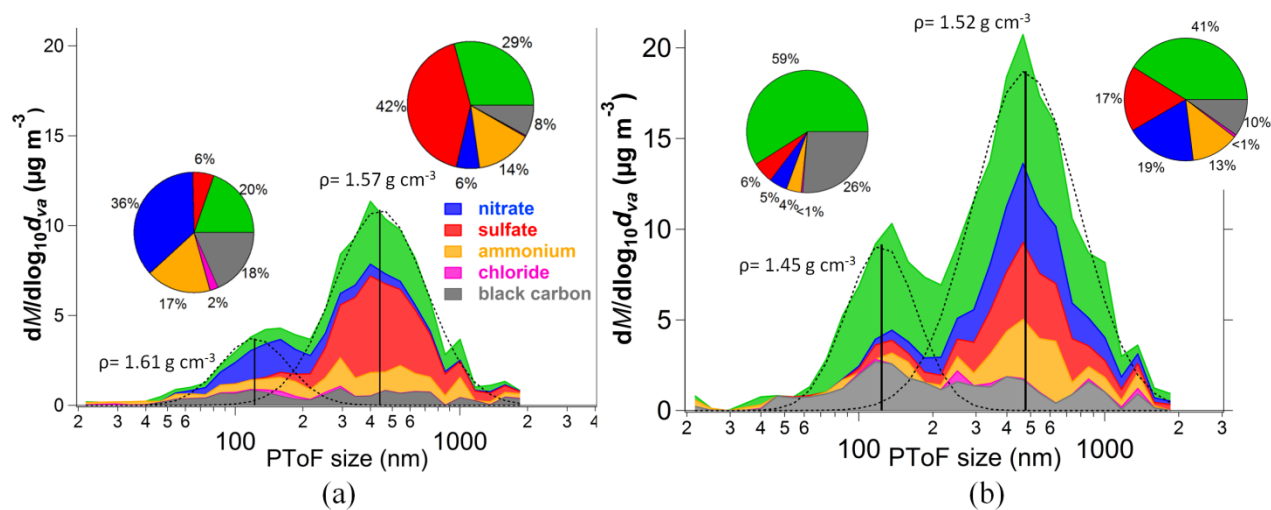 20
15
10
5
0
dM/dlog₁₀dᵥₐ (µg m⁻³)
(a)
6%
20%
18%
2%
17%
36%
ρ= 1.61 g cm⁻³
29%
8%
14%
6%
42%
ρ= 1.57 g cm⁻³
nitrate
sulfate
ammonium
chloride
black carbon
2 3 4 5 6 100 2 3 4 5 6 1000 2 3 4
PToF size (nm)
(a)
20
15
10
5
0
dM/dlog₁₀dᵥₐ (µg m⁻³)
(b)
ρ= 1.52 g cm⁻³
59%
26%
<1%
4%
5%
6%
ρ= 1.45 g cm⁻³
41%
10%
<1%
13%
19%
17%
2 3 4 5 6 100 2 3 4 5 6 1000 2 3
PToF size (nm)
(b)